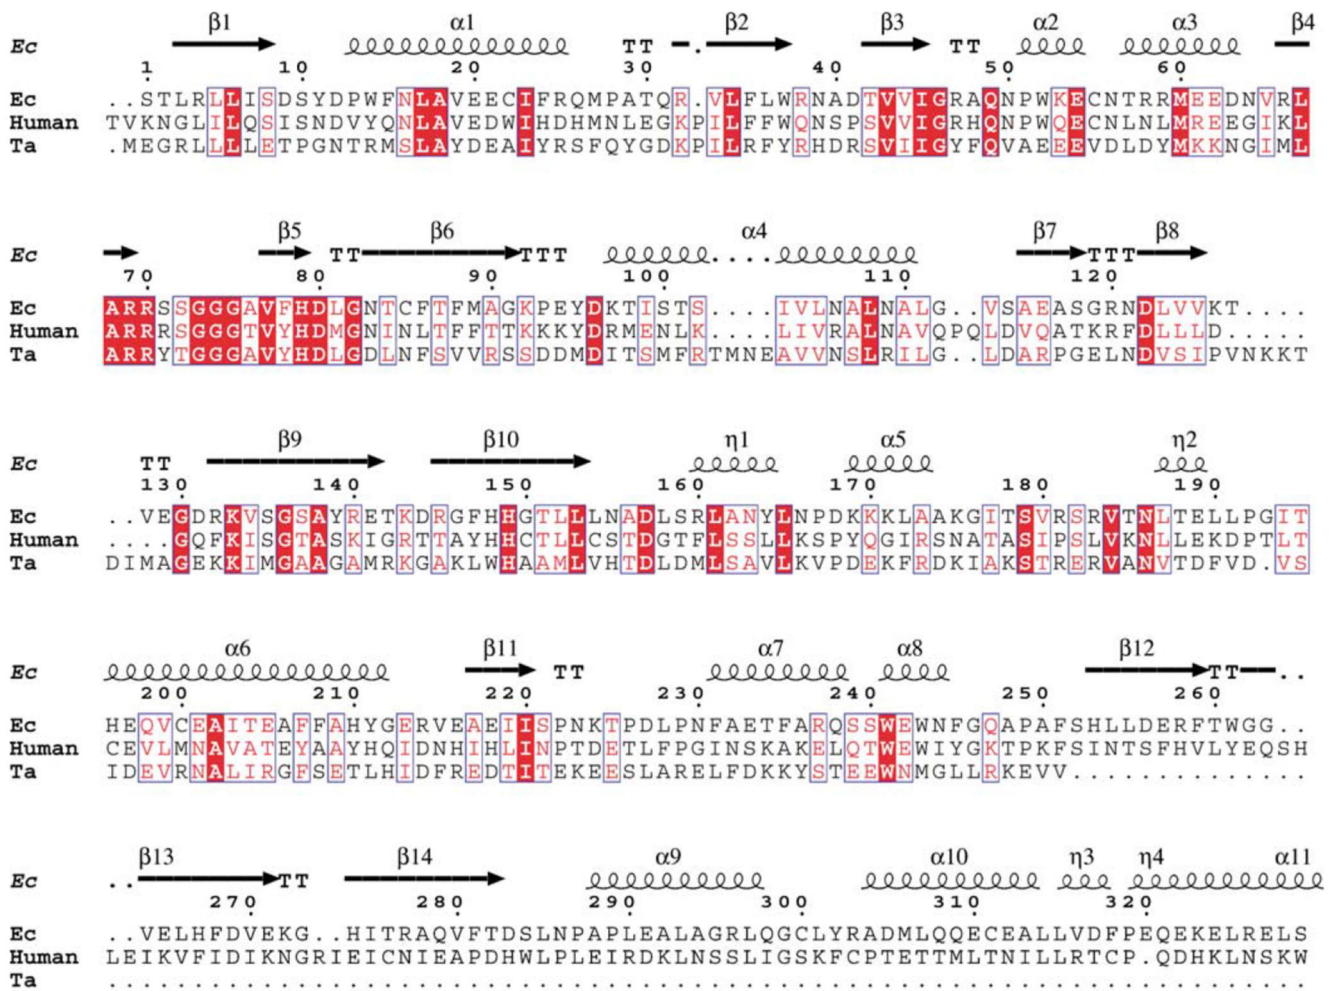 β1 α1 β2 β3 α2 α3 β4
Ec TT . TT
1 10 20 30 40 50 60
Ec ..STLRLLISDSYDPWFNLAVEECIFRQMPATQR.VLFLWRNADTVVIGRAQNPWKECNTRRMEEDNVRL
Human TVKNGLILQSISNDVYQNLAVEDWIHDHMNLEGKPILFFWQNSPSVVIGRHQNPWQECNLNLMREEGIKL
Ta .MEGRLLLLETPGNTRMSLAYDEAIYRSFQYGDKPILRFYRHDRSVIIGYFQVAEEEVDLDYMKKNGIML
β5 β6 α4 β7 β8
Ec TT TTT .... TTT
70 80 90 100 110 120
Ec ARRSSGGGAVFHDLGNTCFTFMAGKPEYDKTISTS....IVLNALNALG..VSAEASGRNDLVVKT....
Human ARRRSGGGTVYHDMGNINLTFFTTKKKYDRMENLK....LIVRALNAVQPQLDVQATKRFDLLLD.....
Ta ARRYTGGGAVYHDLGDLNFSVVRSSDDMDITSMFRTMNEAVVNSLRILG..LDARPGELNDVSIPVNKKT
β9 β10 η1 α5 η2
Ec TT
130 140 150 160 170 180 190
Ec ..VEGDRKVSGSAYRETKDRGFHHGTLLLNADLSRLANYLNPDKKKLAAKGITSVRSRVTNLTELLPGIT
Human ....GQFKISGTASKIGRTTAYHHCTLLCSTDGTFLSSLLKSPYQGIRSNATASIPSLVKNLLEKDPTLT
Ta DIMAGEKKIMGAAGAMRKGAKLWHAAMLVHTDLDMLSAVLKVPDEKFRDKIAKSTRERVANVTDFVD.VS
α6 β11 α7 α8 β12
Ec TT TT ..
200 210 220 230 240 250 260
Ec HEQVCEAITEAFFAHYGERVEAEIISPNKTPDLPNFAETFARQSSWEWNFGQAPAFSHLLDERFTWGG..
Human CEVLMNAVATEYAAYHQIDNHIHLINPTDETLFPGINSKAKELQTWEWIYGKTPKFSINTSFHVLYEQSH
Ta IDEVRNALIRGFSETLHIDFREDTITEKEESLARELFDKKYSTEEWNMGLLRKEVV..............
β13 β14 α9 α10 η3 η4 α11
Ec .. TT
270 280 290 300 310 320
Ec ..VELHFDVEKG..HITRAQVFTDSLNPAPLEALAGRLQGCLYRADMLQQECEALLVDFPEQEKELRELS
Human LEIKVFIDIKNGRIEICNIEAPDHWLPLEIRDKLNSSLIGSKFCPTETTMLTNILLRTCP.QDHKLNSKW
Ta ......................................................................